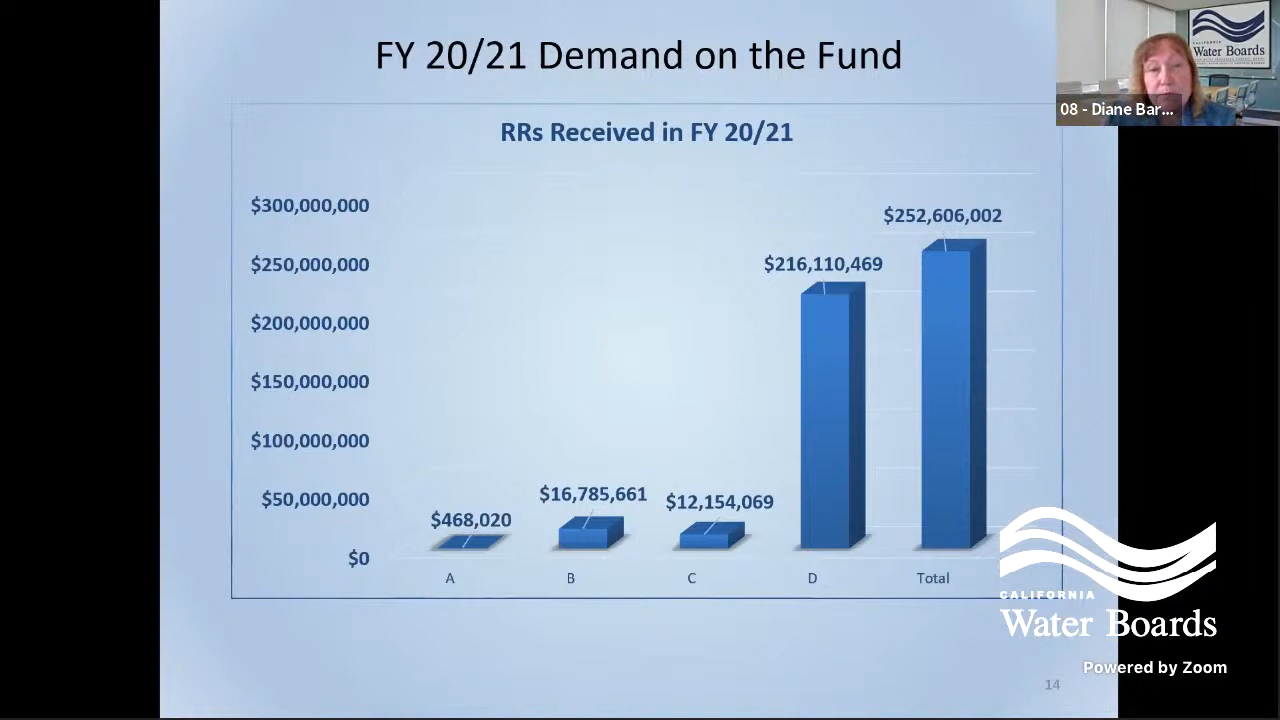 FY 20/21 Demand on the Fund
CALIFORNIA
Water Boards
08 - Diane Bar...
RRs Received in FY 20/21
$300,000,000
$250,000,000
$200,000,000
$150,000,000
$100,000,000
$50,000,000
$0
$468,020
$16,785,661
$12,154,069
$216,110,469
$252,606,002
A
B
C
D
Total
CALIFORNIA
Water Boards
Powered by Zoom
14